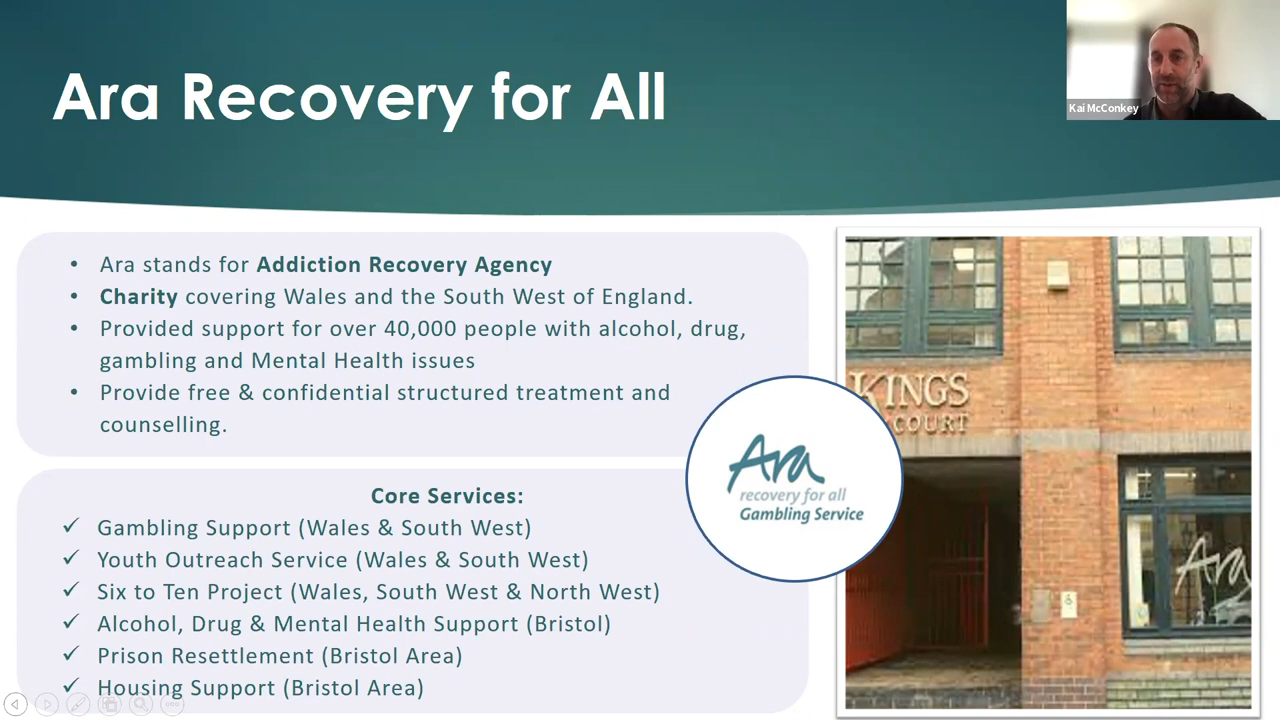 Ara Recovery for All
Kai McConkey
• Ara stands for Addiction Recovery Agency
• Charity covering Wales and the South West of England.
• Provided support for over 40,000 people with alcohol, drug,
gambling and Mental Health issues
• Provide free & confidential structured treatment and
counselling.
KINGS
COURT
Ara
recovery for all
Gambling Service
Ara
Core Services:
✓ Gambling Support (Wales & South West)
✓ Youth Outreach Service (Wales & South West)
✓ Six to Ten Project (Wales, South West & North West)
✓ Alcohol, Drug & Mental Health Support (Bristol)
✓ Prison Resettlement (Bristol Area)
✓ Housing Support (Bristol Area)